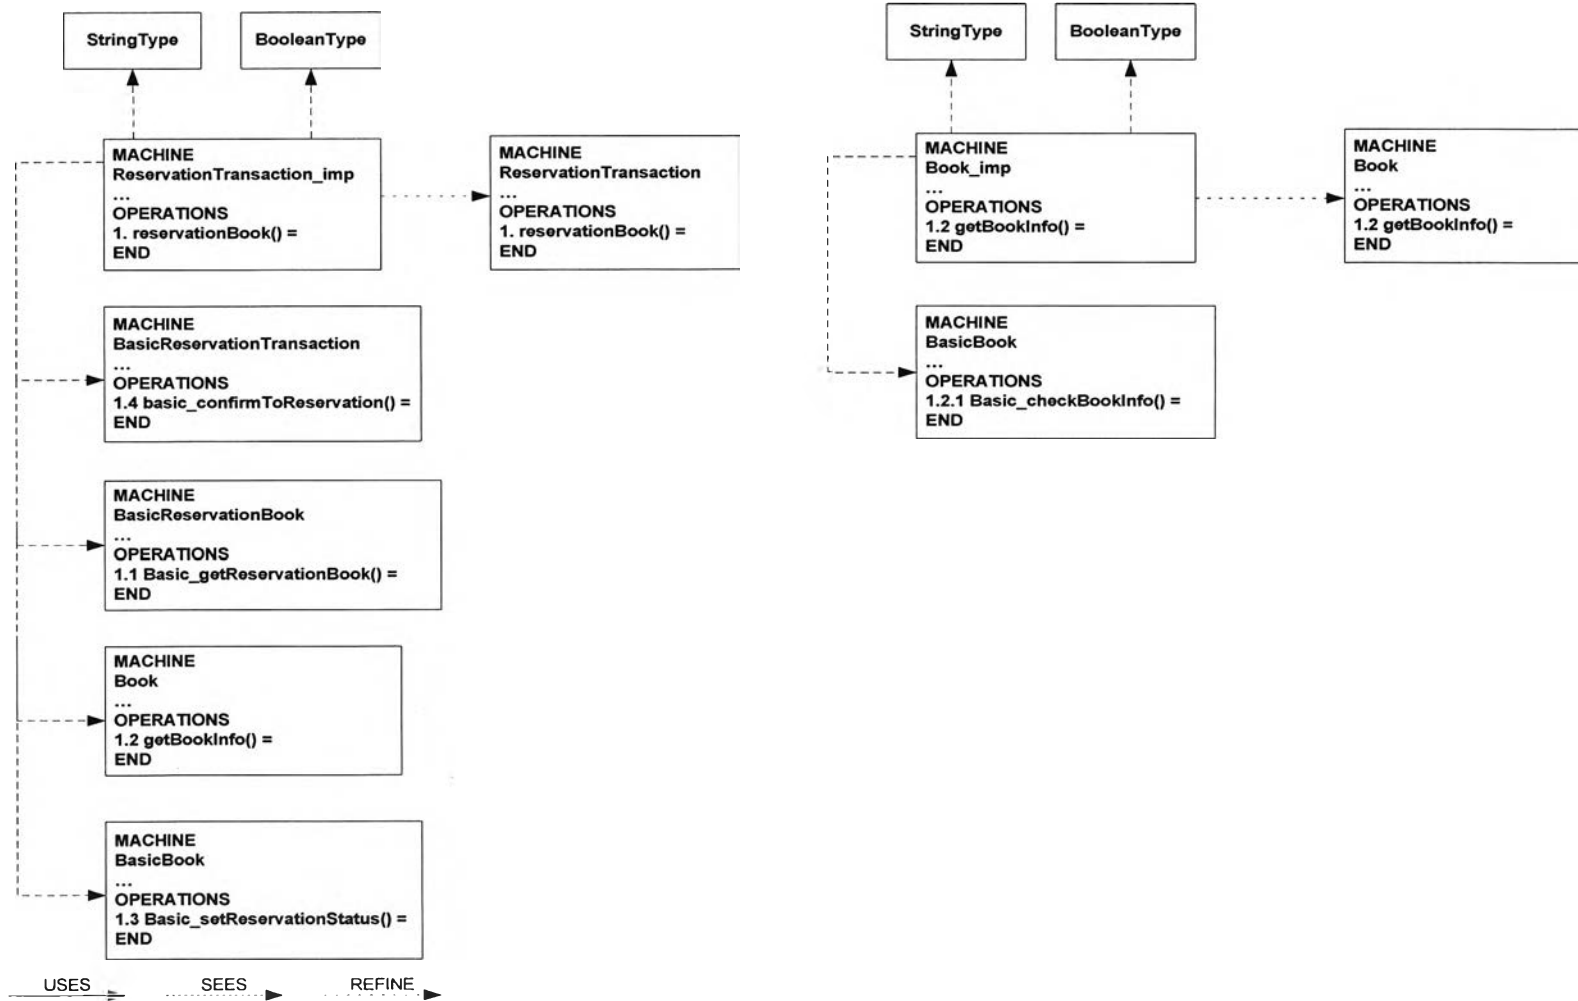 StringType
BooleanType
MACHINE
ReservationTransaction_imp
...
OPERATIONS
1. reservationBook() =
END
MACHINE
ReservationTransaction
...
OPERATIONS
1. reservationBook() =
END
MACHINE
BasicReservationTransaction
...
OPERATIONS
1.4 basic_confirmToReservation() =
END
MACHINE
BasicReservationBook
...
OPERATIONS
1.1 Basic_getReservationBook() =
END
MACHINE
Book
...
OPERATIONS
1.2 getBookInfo() =
END
MACHINE
BasicBook
...
OPERATIONS
1.3 Basic_setReservationStatus() =
END
USES
SEES
REFINE
StringType
BooleanType
MACHINE
Book_imp
...
OPERATIONS
1.2 getBookInfo() =
END
MACHINE
Book
...
OPERATIONS
1.2 getBookInfo() =
END
MACHINE
BasicBook
...
OPERATIONS
1.2.1 Basic_checkBookInfo() =
END